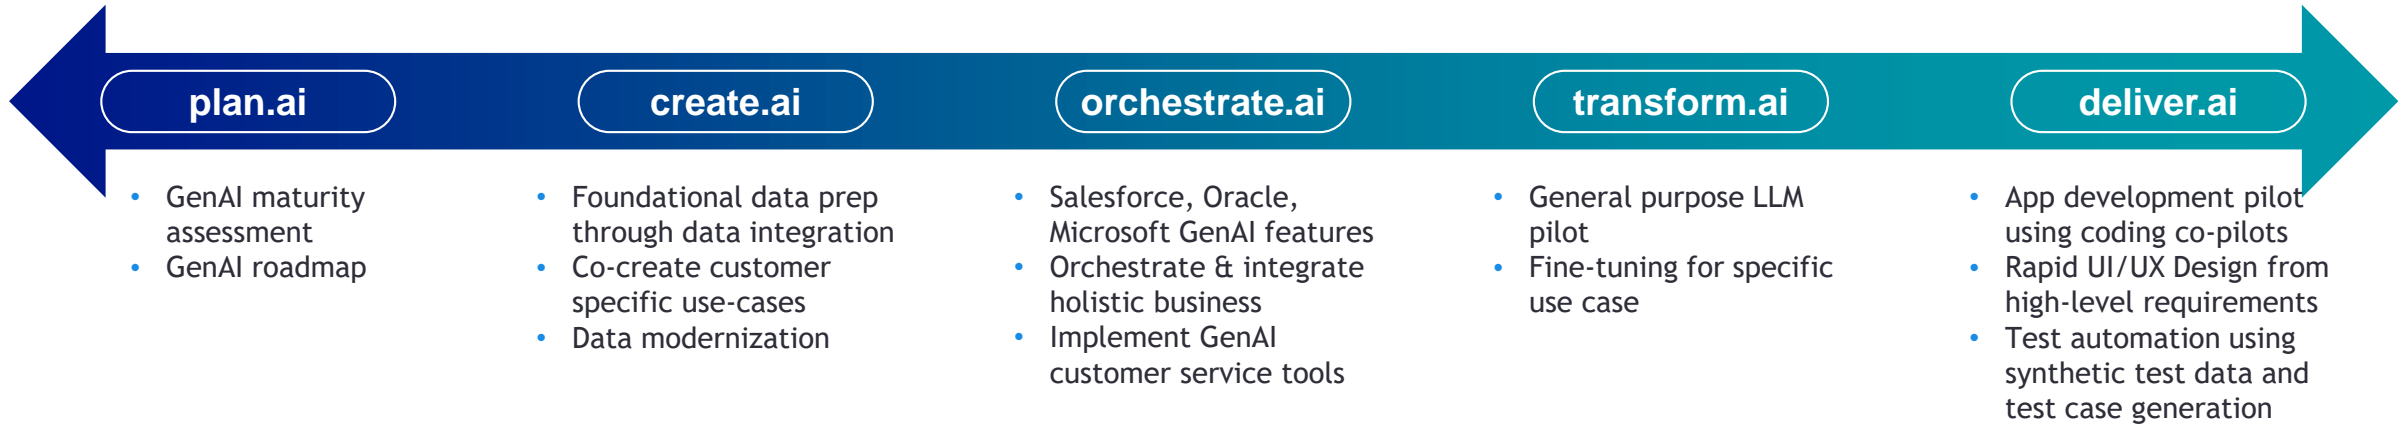 plan.ai
• GenAI maturity
assessment
• GenAI roadmap
create.ai
• Foundational data prep
through data integration
• Co-create customer
specific use-cases
• Data modernization
orchestrate.ai
• Salesforce, Oracle,
Microsoft GenAI features
• Orchestrate & integrate
holistic business
• Implement GenAI
customer service tools
transform.ai
• General purpose LLM
pilot
• Fine-tuning for specific
use case
deliver.ai
• App development pilot
using coding co-pilots
• Rapid UI/UX Design from
high-level requirements
• Test automation using
synthetic test data and
test case generation